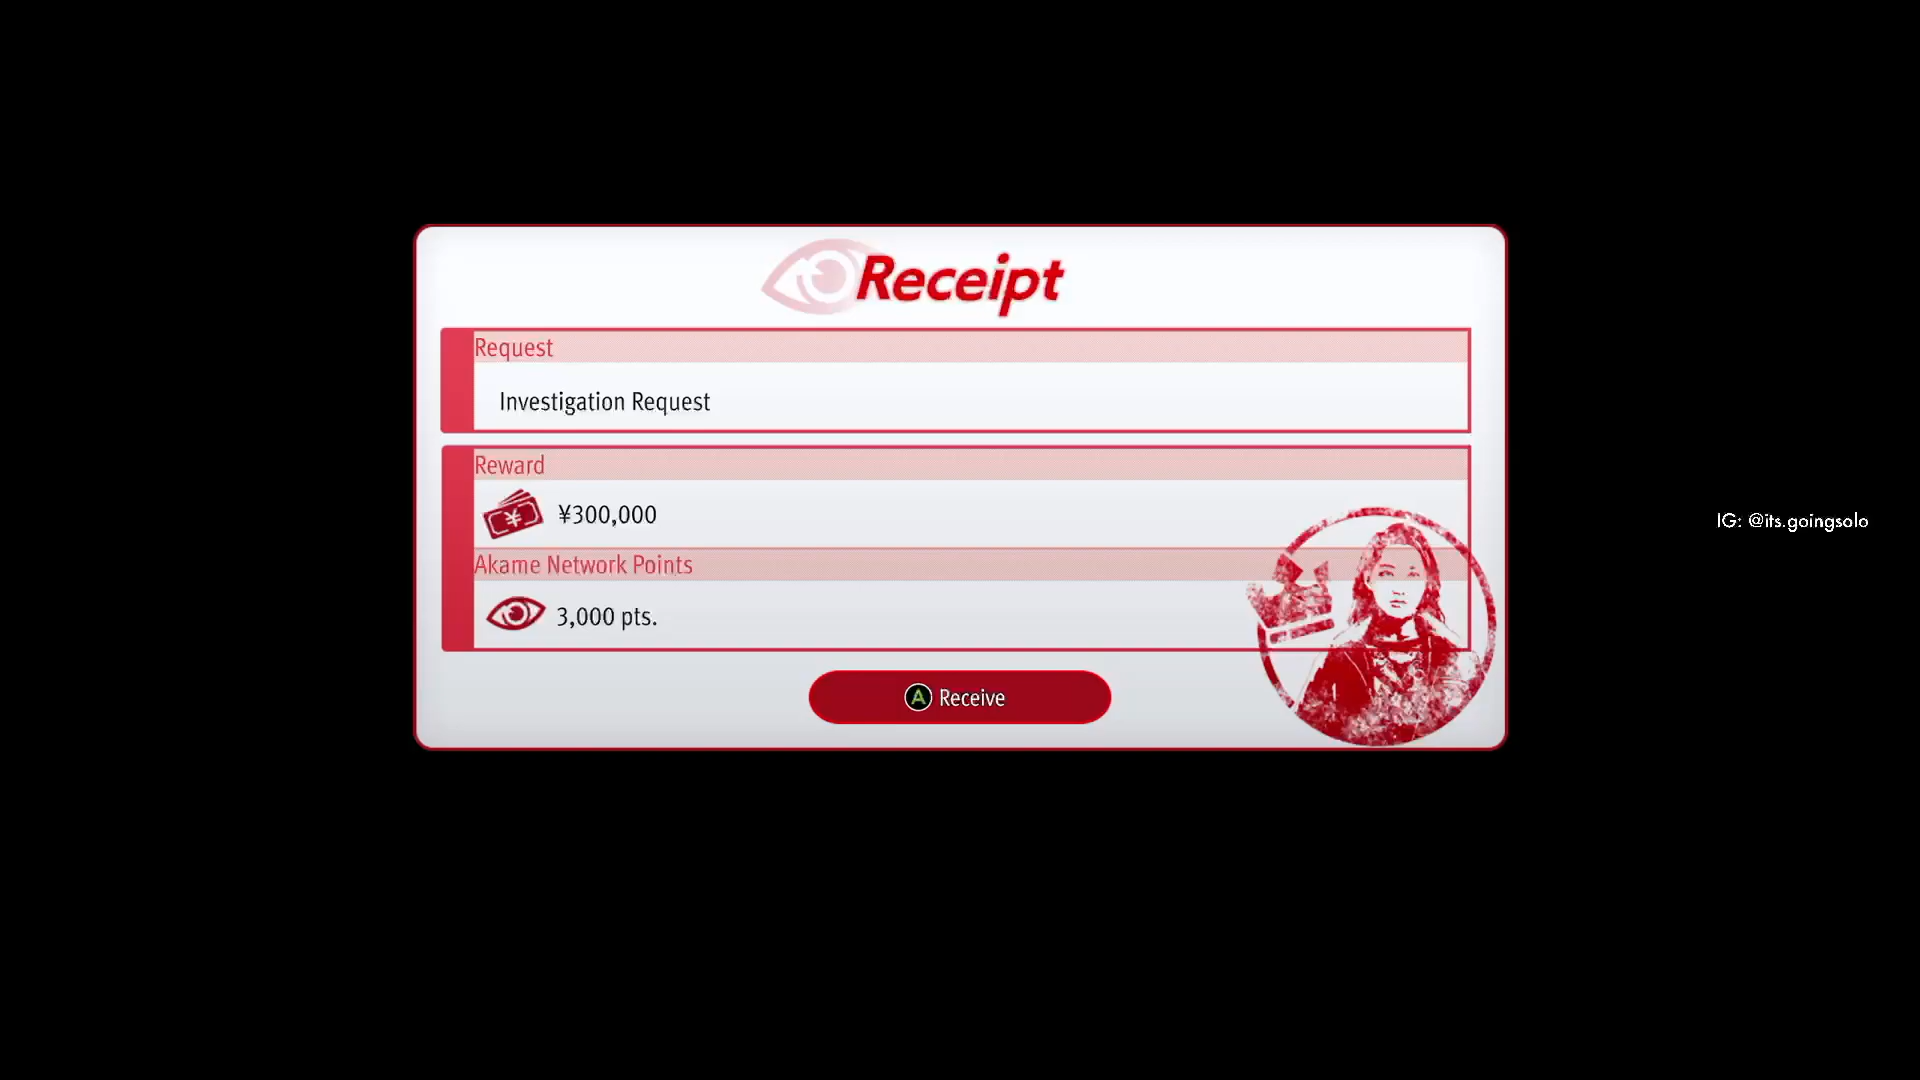 Receipt
Request
Investigation Request
Reward
¥300,000
Akame Network Points
3,000 pts.
A Receive
IG: @its.goingsolo